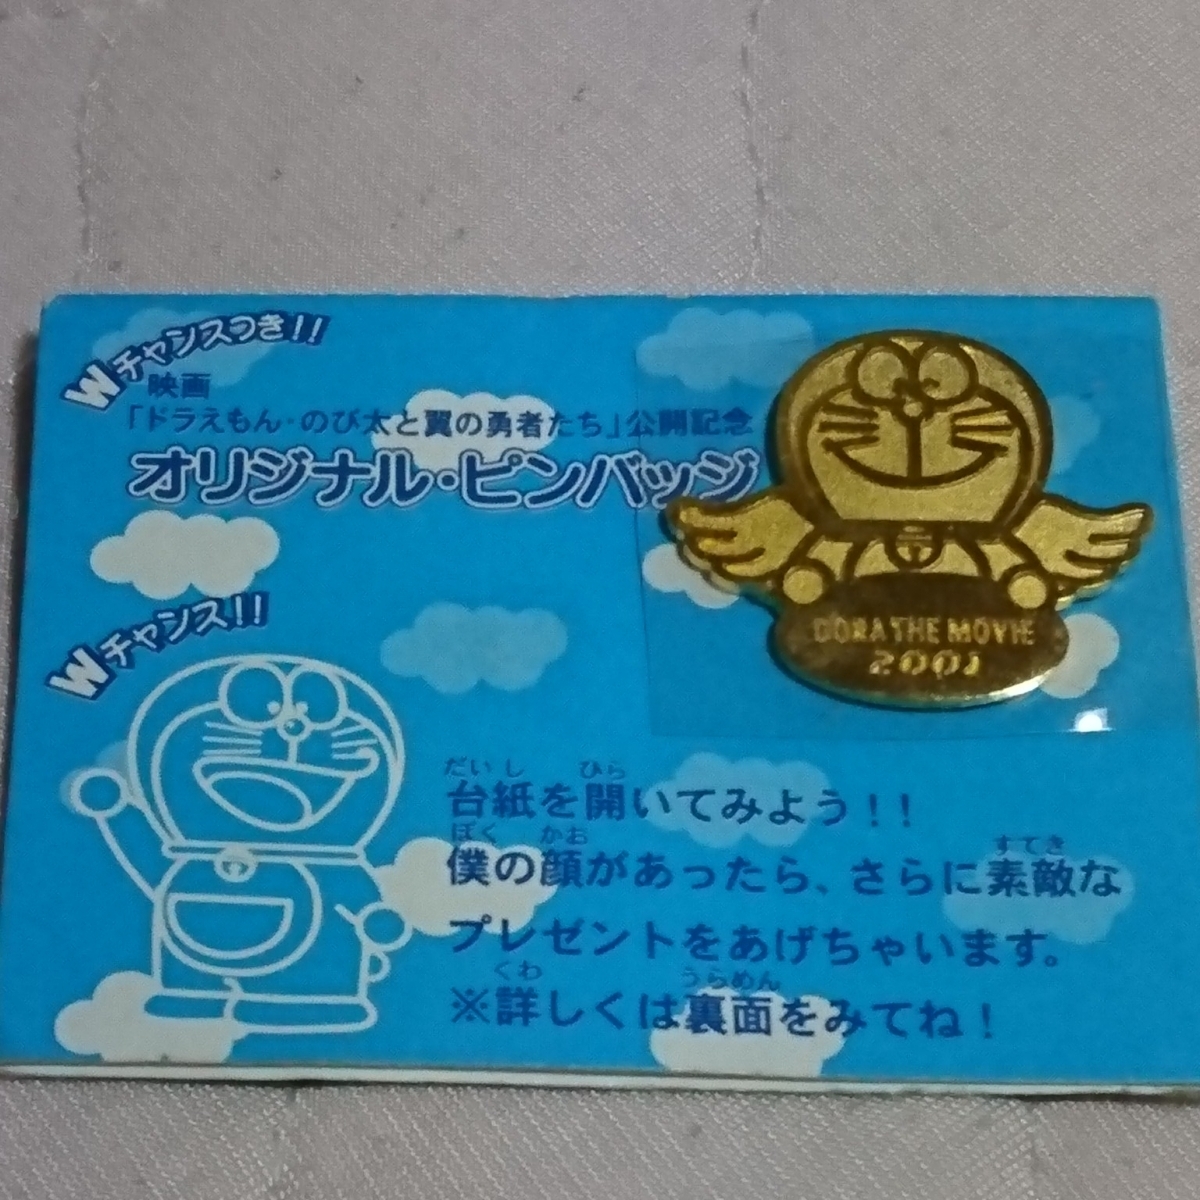 Wチャンスつき!!
映画
「ドラえもん・のび太と翼の勇者たち」公開記念
オリジナル・ピンバッジ
DORA THE MOVIE
2001
Wチャンス!!
だいし ひら
台紙を開いてみよう!!
ぼく かお すてき
僕の顔があったら、さらに素敵な
プレゼントをあげちゃいます。
くわ うらめん
※詳しくは裏面をみてね!